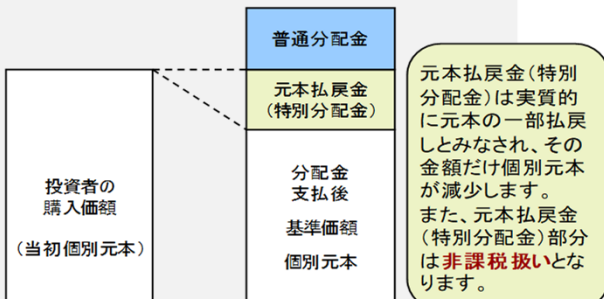 普通分配金
元本払戻金
（特別分配金）
投資者の
購入価額
（当初個別元本）
分配金
支払後
基準価額
個別元本
元本払戻金（特別
分配金）は実質的
に元本の一部払戻
しとみなされ、その
金額だけ個別元本
が減少します。
また、元本払戻金
（特別分配金）部分
は非課税扱いとな
ります。